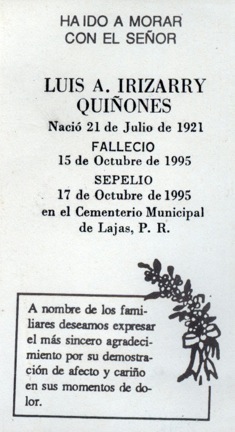 HA IDO A MORAR
CON EL SEÑOR
LUIS A. IRIZARRY
QUIÑONES
Nació 21 de Julio de 1921
FALLECIO
15 de Octubre de 1995
SEPELIO
17 de Octubre de 1995
en el Cementerio Municipal
de Lajas, P. R.
A nombre de los fami-
liares deseamos expresar
el más sincero agradeci-
miento por su demostra-
ción de afecto y cariño
en sus momentos de do-
lor.